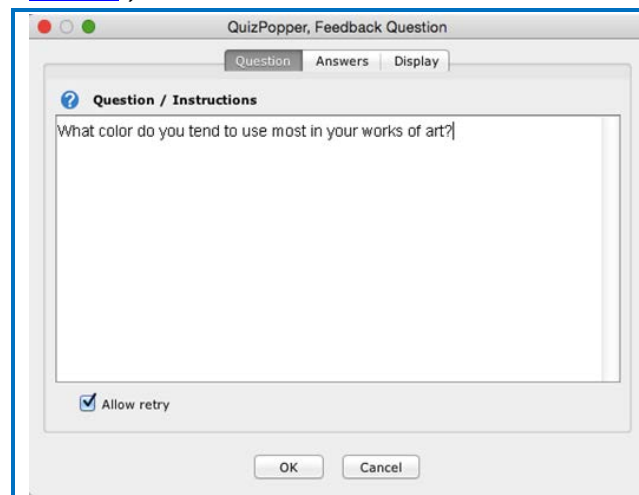 QuizPopper, Feedback Question
Question Answers Display
? Question / Instructions
What color do you tend to use most in your works of art?
Allow retry
OK Cancel